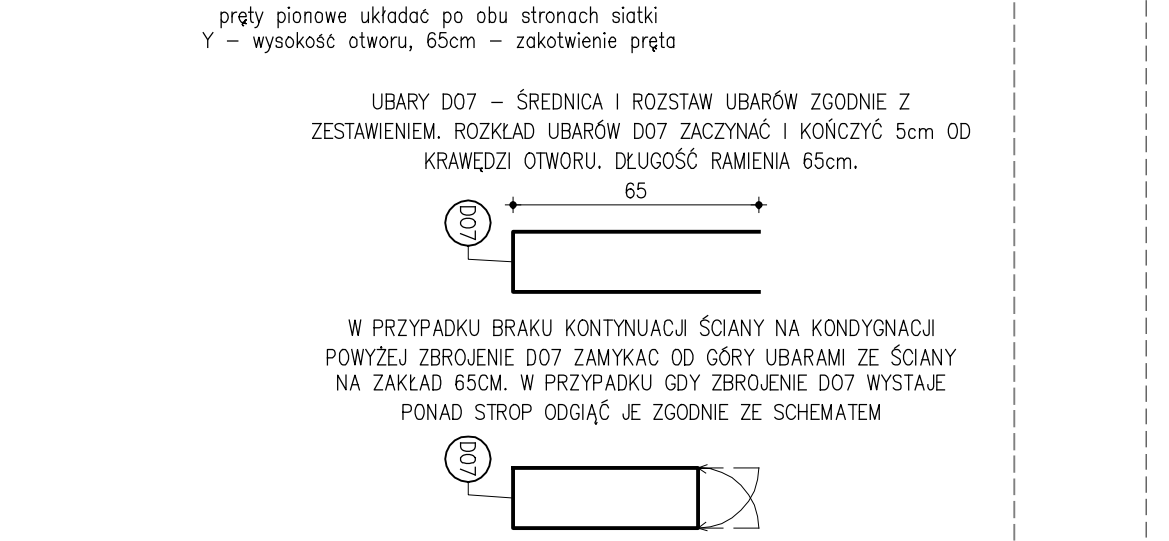 pręty pionowe układać po obu stronach siatki
Y – wysokość otworu, 65cm – zakotwienie pręta
UBARY D07 – ŚREDNICA I ROZSTAW UBARÓW ZGODNIE Z
ZESTAWIENIEM. ROZKŁAD UBARÓW D07 ZACZYNAĆ I KOŃCZYĆ 5cm OD
KRAWĘDZI OTWORU. DŁUGOŚĆ RAMIENIA 65cm.
65
D07
W PRZYPADKU BRAKU KONTYNUACJI ŚCIANY NA KONDYGNACJI
POWYŻEJ ZBROJENIE D07 ZAMYKAC OD GÓRY UBARAMI ZE ŚCIANY
NA ZAKŁAD 65CM. W PRZYPADKU GDY ZBROJENIE D07 WYSTAJE
PONAD STROP ODGIĄĆ JE ZGODNIE ZE SCHEMATEM
D07